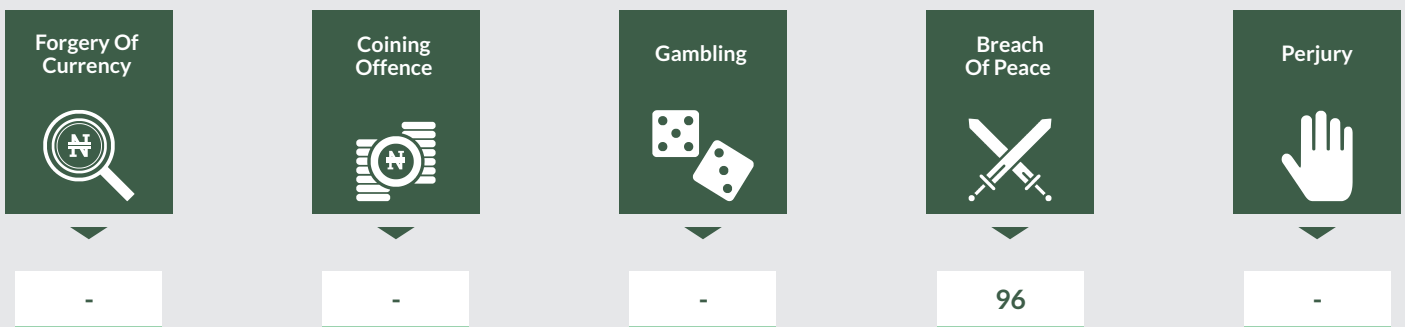 Forgery Of
Currency
Coining
Offence
Gambling
Breach
Of Peace
Perjury
₦
₦
-
-
-
96
-